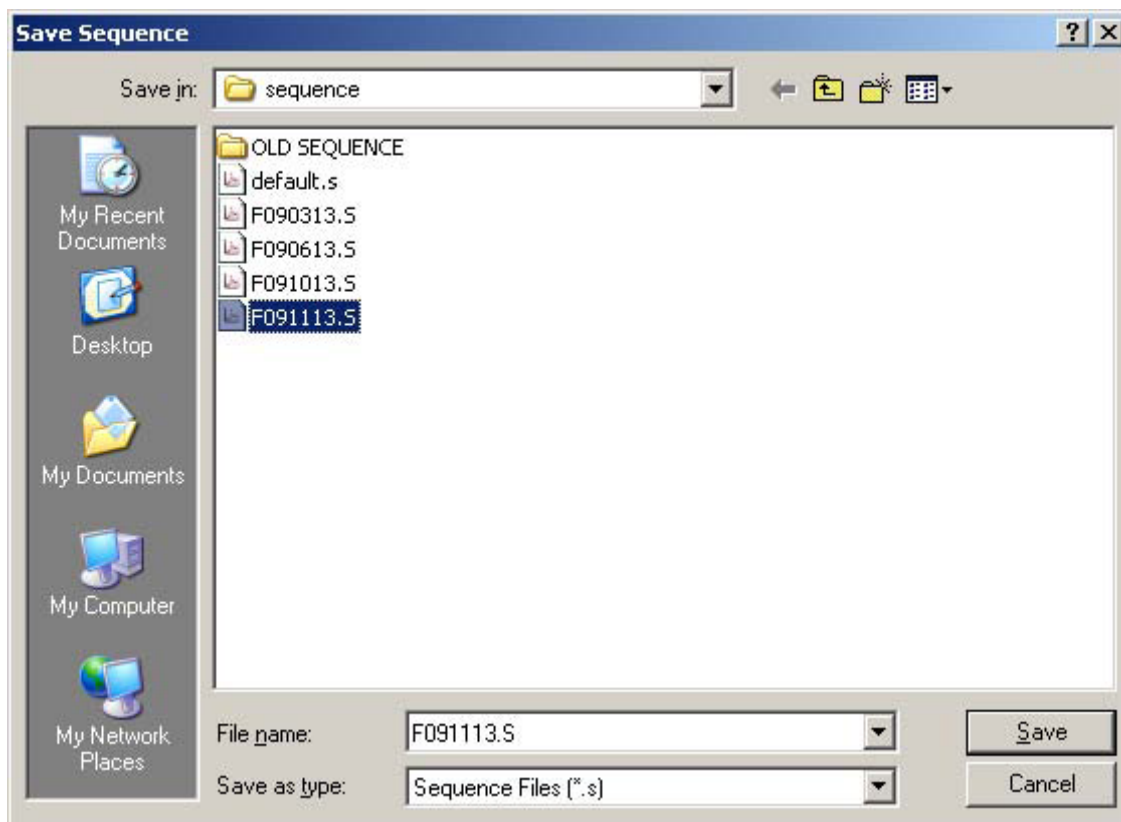 Save Sequence
Save in: sequence
My Recent
Documents
Desktop
My Documents
My Computer
My Network
Places
OLD SEQUENCE
default.s
F090313.S
F090613.S
F091013.S
F091113.S
File name: F091113.S Save
Save as type: Sequence Files (*.s) Cancel